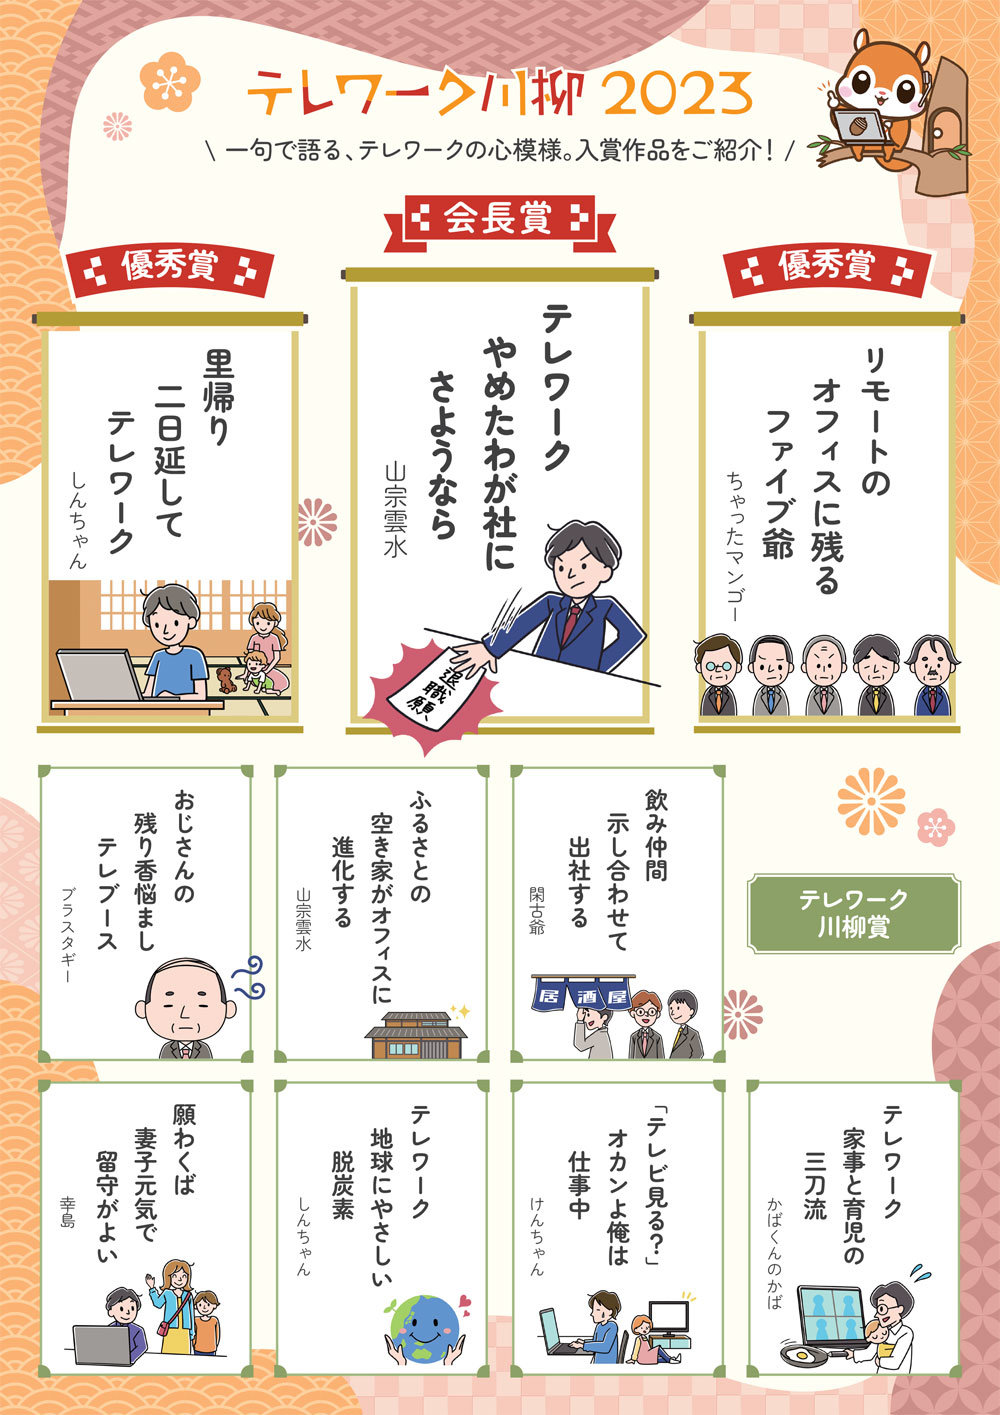 テレワーク川柳 2023
\ 一句で語る、テレワークの心模様。入賞作品をご紹介！ /
会長賞
テレワーク
やめたわが社に
さようなら
山宗雲水
退職願
優秀賞
リモートの
オフィスに残る
ファイブ爺
ちゃったマンゴー
優秀賞
里帰り
二日延して
テレワーク
しんちゃん
テレワーク
川柳賞
飲み仲間
示し合わせて
出社する
閑古爺
居酒屋
ふるさとの
空き家がオフィスに
進化する
山宗雲水
おじさんの
残り香悩まし
テレブース
ブラスタギー
テレワーク
家事と育児の
三刀流
かばくんのかば
「テレビ見る？」
オカンよ俺は
仕事中
けんちゃん
テレワーク
地球にやさしい
脱炭素
しんちゃん
願わくば
妻子元気で
留守がよい
幸島